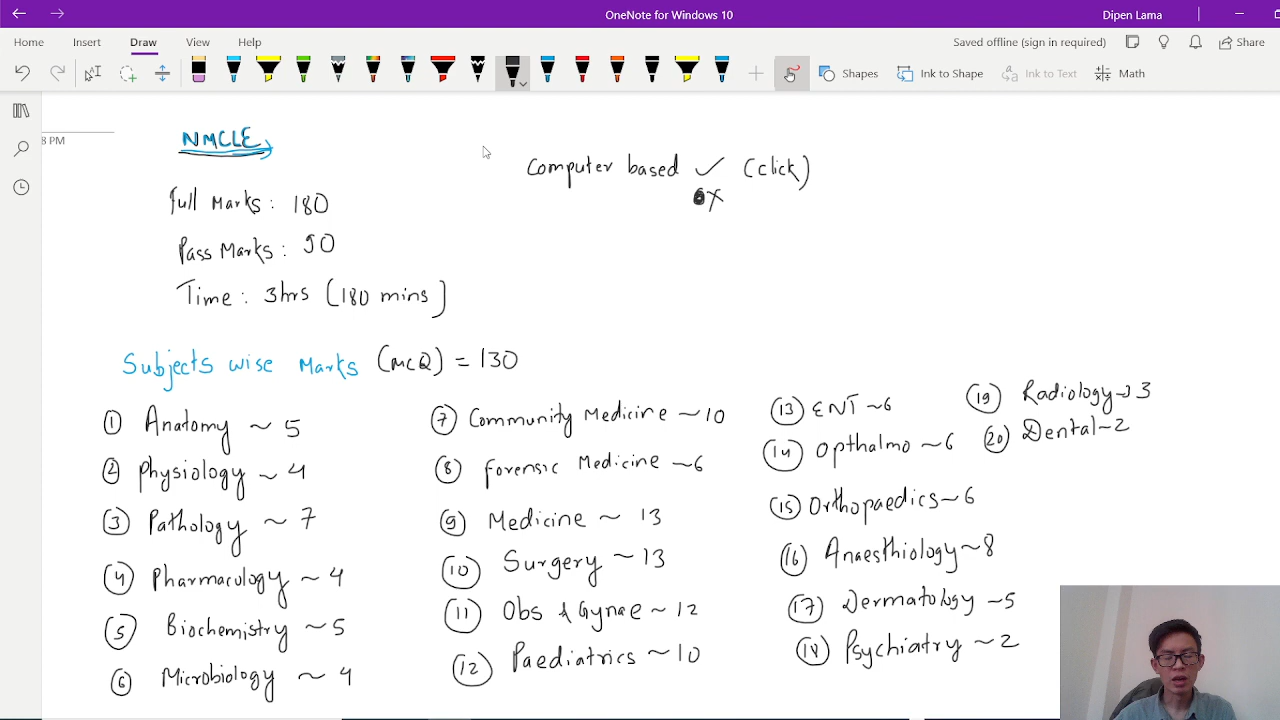 OneNote for Windows 10
Dipen Lama
Home Insert Draw View Help
Saved offline (sign in required)
Share
Shapes
Ink to Shape
Ink to Text
Math
8 PM
NMCLE
Full Marks : 180
Pass Marks : 90
Time : 3hrs (180 mins)
Computer based ✓ (click)
Subjects wise Marks (MCQ) = 130
1 Anatomy ~ 5
2 Physiology ~ 4
3 Pathology ~ 7
4 Pharmacology ~ 4
5 Biochemistry ~ 5
6 Microbiology ~ 4
7 Community Medicine ~ 10
8 Forensic Medicine ~ 6
9 Medicine ~ 13
10 Surgery ~ 13
11 Obs & Gynae ~ 12
12 Paediatrics ~ 10
13 ENT ~ 6
14 Opthalmo ~ 6
15 Orthopaedics ~ 6
16 Anaesthiology ~ 8
17 Dermatology ~ 5
18 Psychiatry ~ 2
19 Radiology ~ 3
20 Dental ~ 2